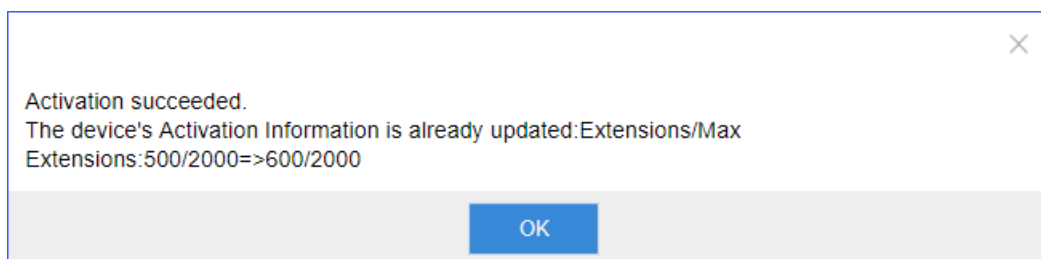 Activation succeeded.
The device's Activation Information is already updated:Extensions/Max
Extensions:500/2000=>600/2000
OK